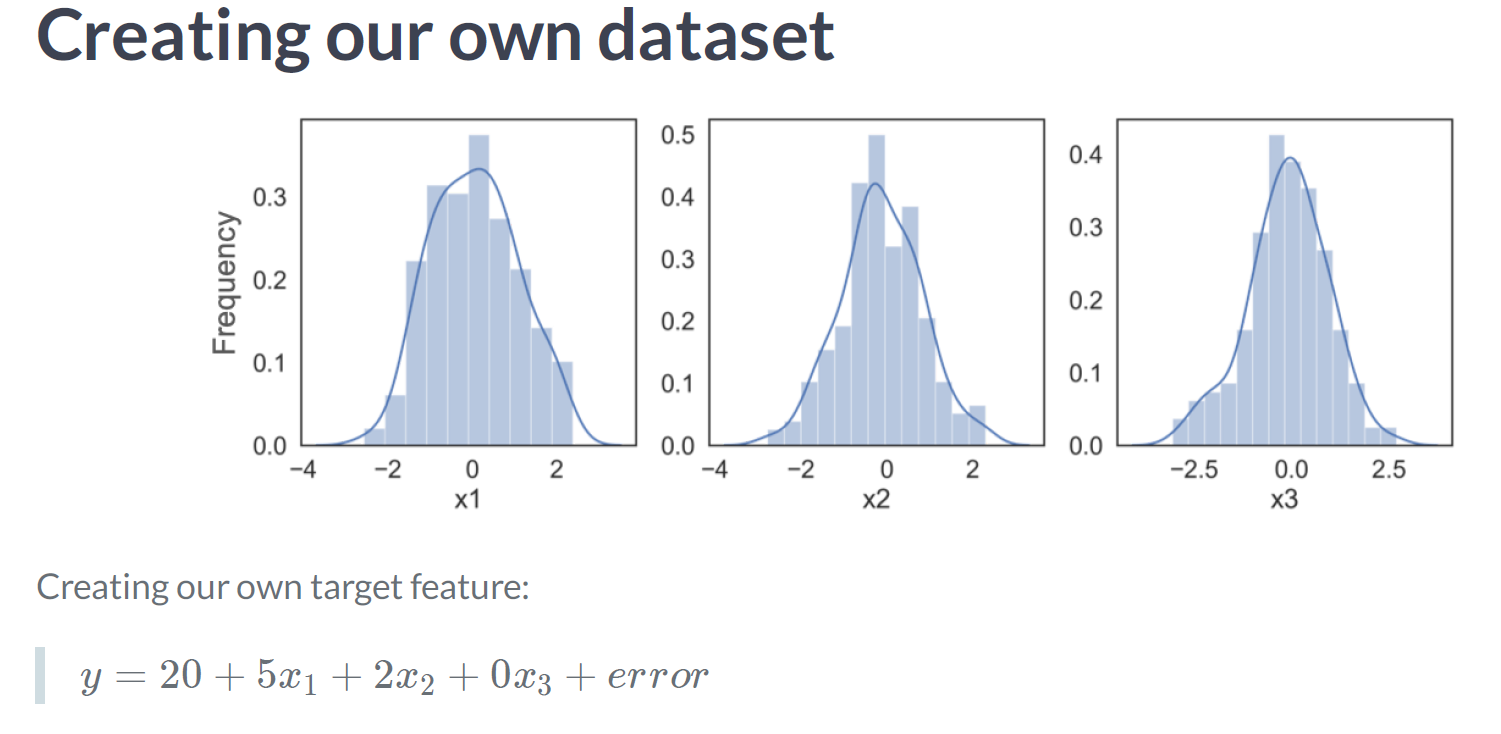 Creating our own dataset
Frequency
0.3
0.2
0.1
0.0
−4 −2 0 2
x1
0.5
0.4
0.3
0.2
0.1
0.0
−4 −2 0 2
x2
0.4
0.3
0.2
0.1
0.0
−2.5 0.0 2.5
x3
Creating our own target feature:
y = 20 + 5x₁ + 2x₂ + 0x₃ + error